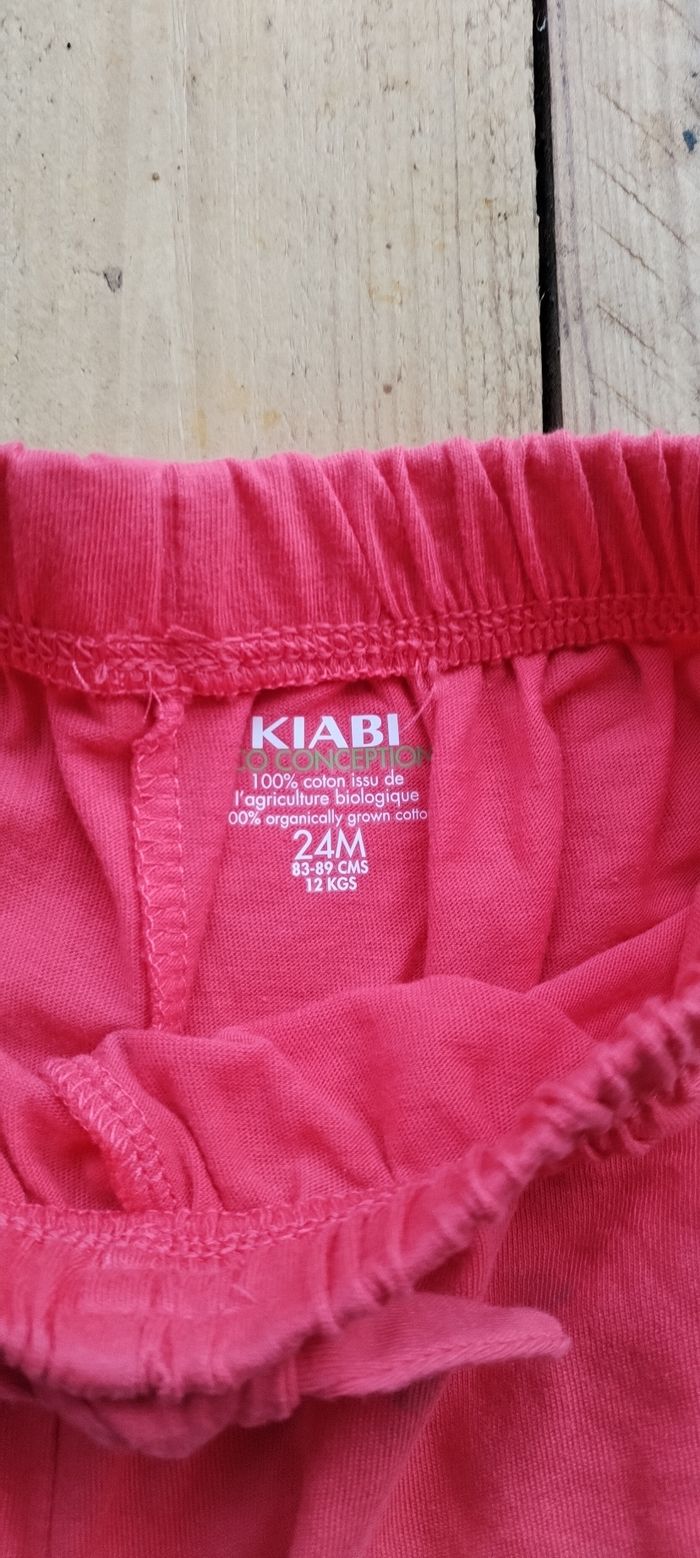 KIABI
CO CONCEPTION
100% coton issu de
l'agriculture biologique
00% organically grown cotto
24M
83-89 CMS
12 KGS